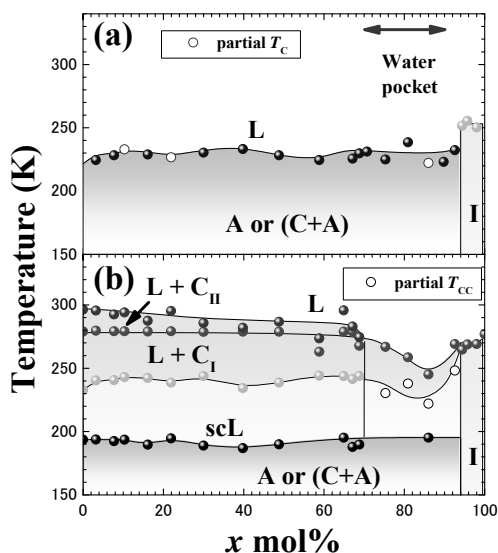 (a)
partial T_C
Water
pocket
L
A or (C+A)
I
300
250
200
150
Temperature (K)
(b)
partial T_CC
L + C_II
L
L + C_I
scL
A or (C+A)
I
300
250
200
150
0 20 40 60 80 100
x mol%